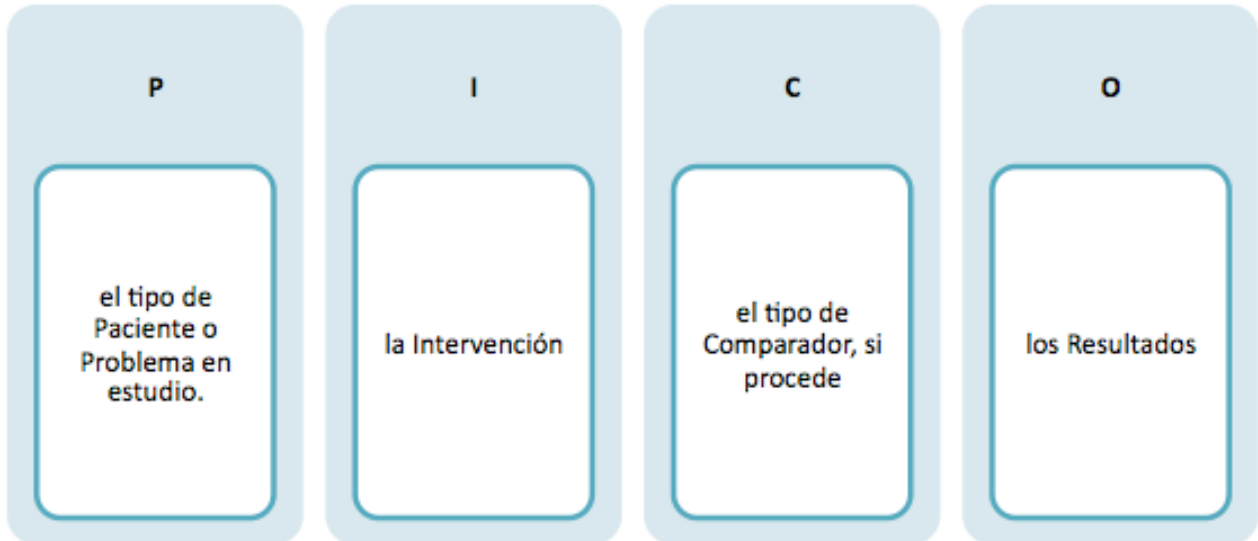 P
el tipo de
Paciente o
Problema en
estudio.
I
la Intervención
C
el tipo de
Comparador, si
procede
O
los Resultados